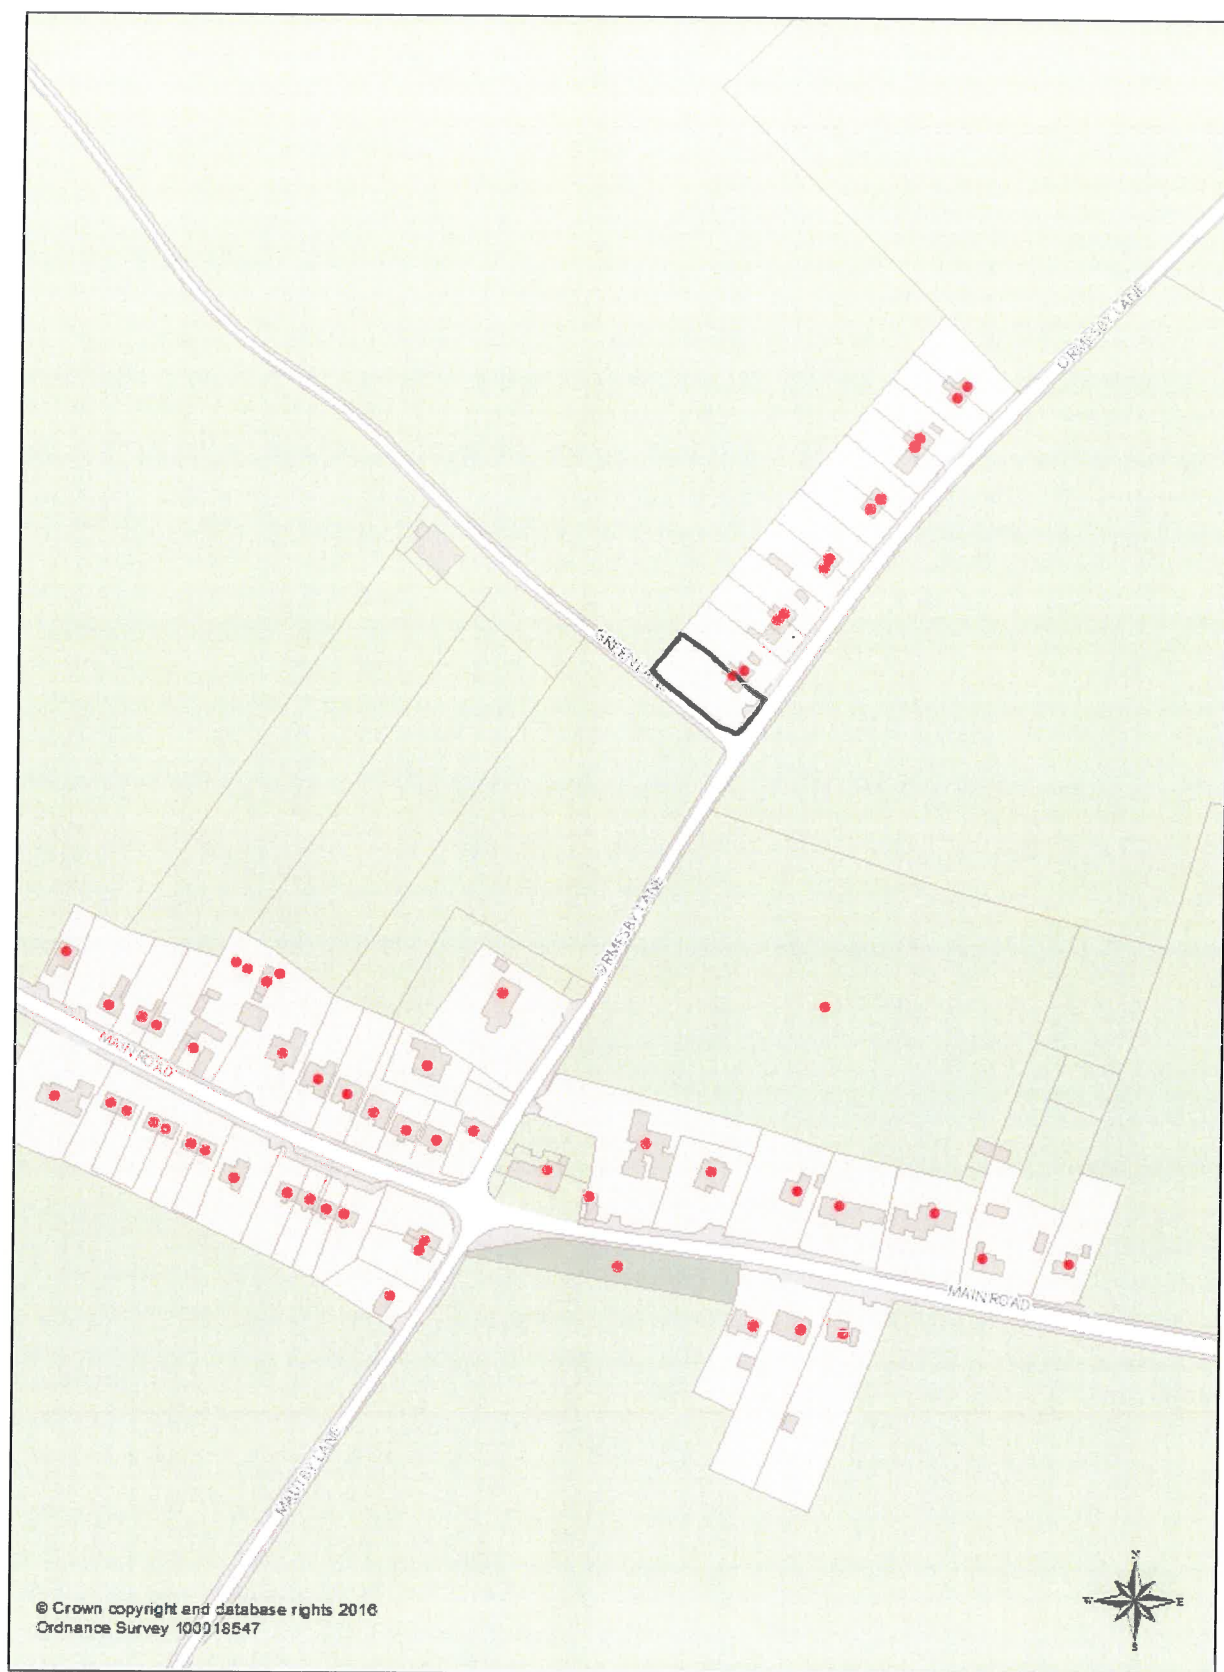 ORMESBY LANE
GREEN LANE
ORMESBY LANE
MAIN ROAD
MAIN ROAD
MAUTBY LANE
N
W E
S
© Crown copyright and database rights 2016
Ordnance Survey 100018547